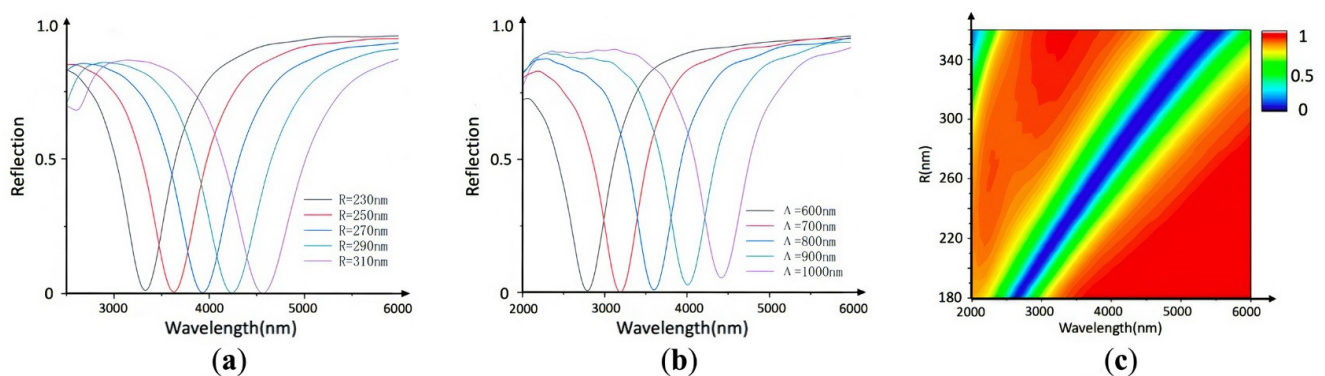 1.0
Reflection
0.5
0
3000
4000
5000
6000
Wavelength(nm)
R=230nm
R=250nm
R=270nm
R=290nm
R=310nm
(a)
1.0
Reflection
0.5
0
2000
3000
4000
5000
6000
Wavelength(nm)
Λ=600nm
Λ=700nm
Λ=800nm
Λ=900nm
Λ=1000nm
(b)
R(nm)
340
300
260
220
180
2000
3000
4000
5000
6000
Wavelength(nm)
1
0.5
0
(c)